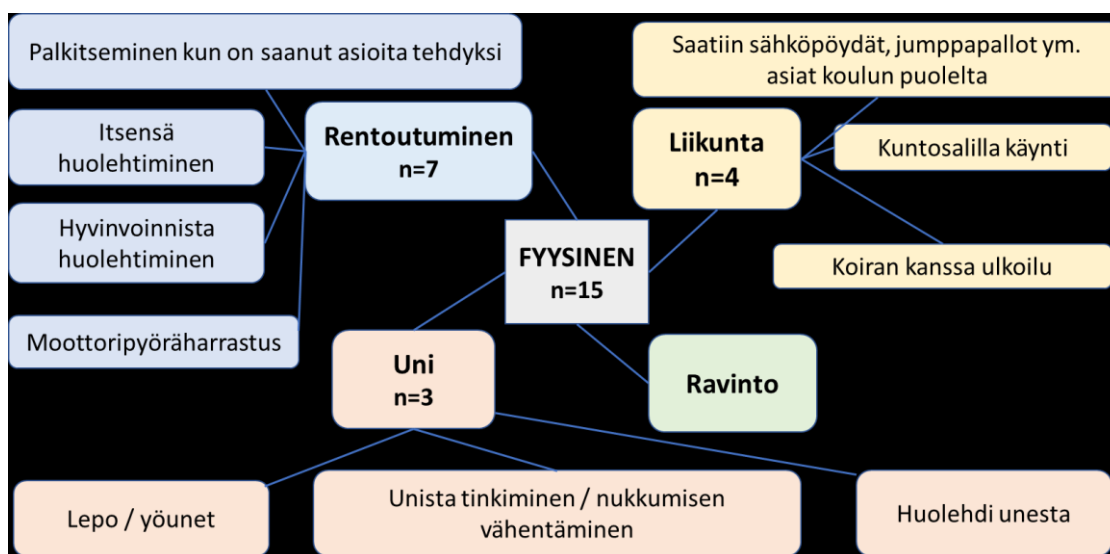 Palkitseminen kun on saanut asioita tehdyksi
Saatiin sähköpöydät, jumppapallot ym.
asiat koulun puolelta
Itsensä
huolehtiminen
Rentoutuminen
n=7
Liikunta
n=4
Kuntosalilla käynti
Hyvinvoinnista
huolehtiminen
FYYSINEN
n=15
Koiran kanssa ulkoilu
Moottoripyöräharrastus
Uni
n=3
Ravinto
Lepo / yöunet
Unista tinkiminen / nukkumisen
vähentäminen
Huolehdi unesta